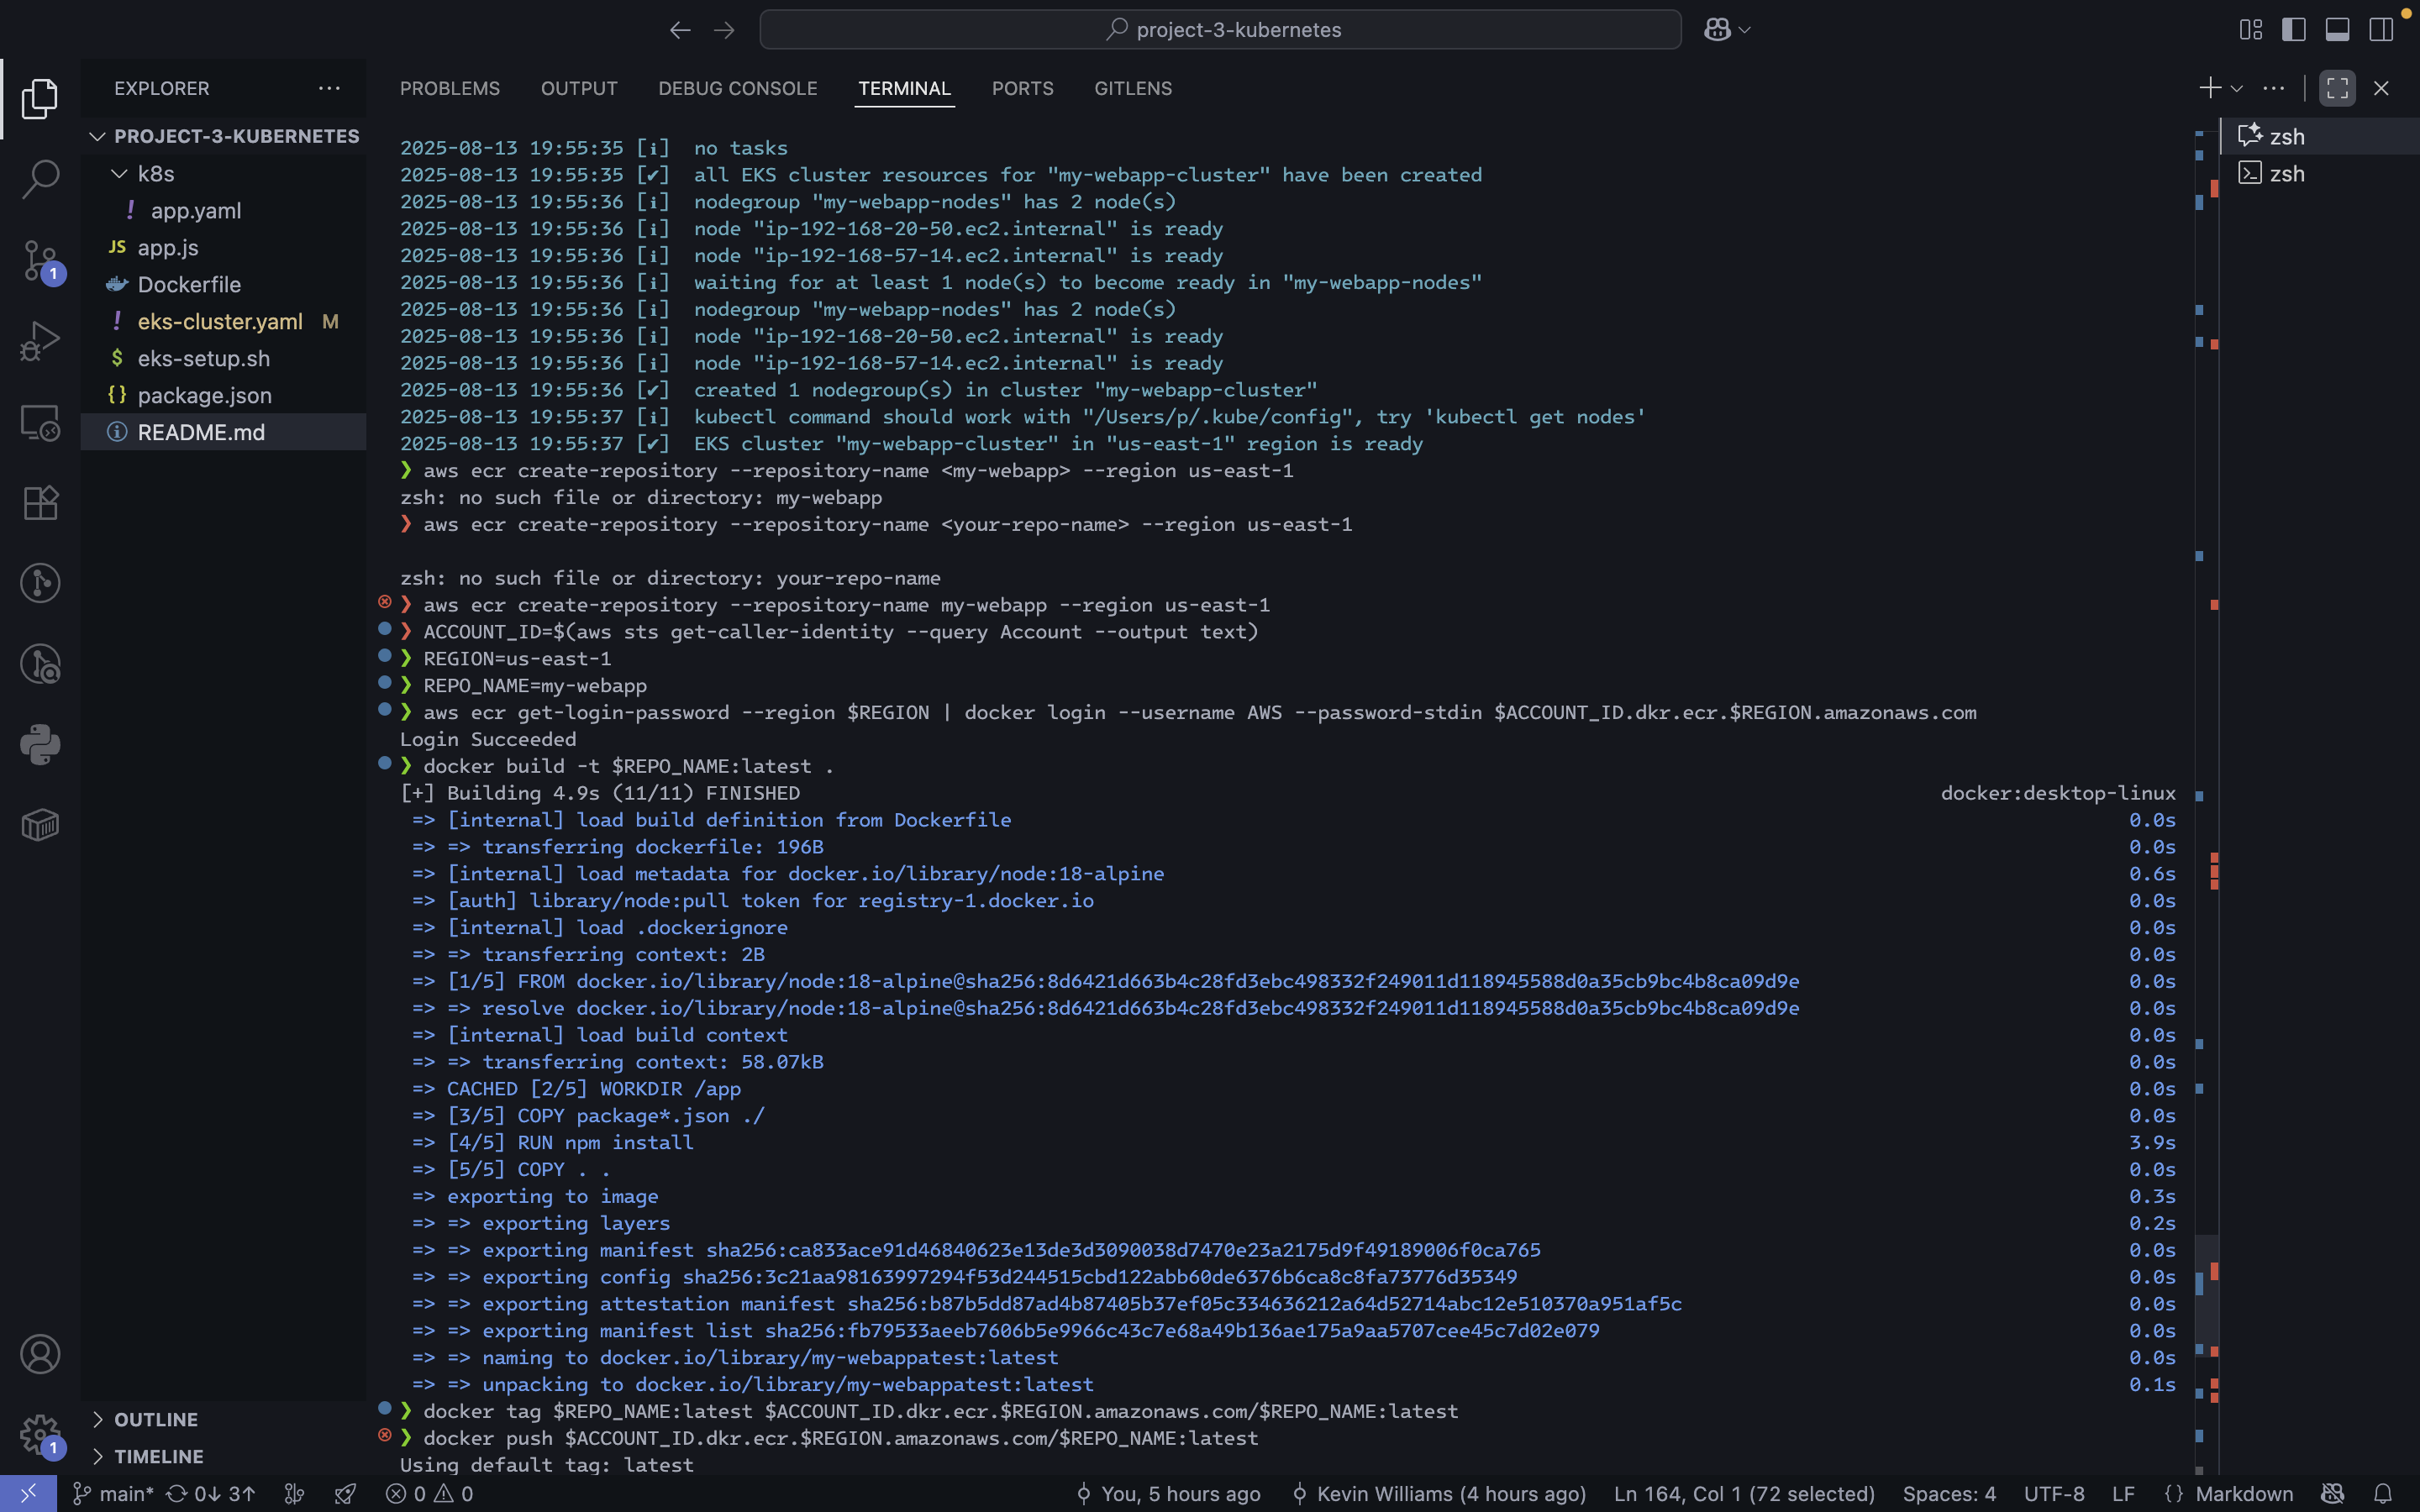 project-3-kubernetes
EXPLORER
PROJECT-3-KUBERNETES
k8s
! app.yaml
JS app.js
Dockerfile
! eks-cluster.yaml M
$ eks-setup.sh
{} package.json
README.md
OUTLINE
TIMELINE
1
1
PROBLEMS OUTPUT DEBUG CONSOLE TERMINAL PORTS GITLENS
zsh
zsh
2025-08-13 19:55:35 [ℹ]  no tasks
2025-08-13 19:55:35 [✔]  all EKS cluster resources for "my-webapp-cluster" have been created
2025-08-13 19:55:36 [ℹ]  nodegroup "my-webapp-nodes" has 2 node(s)
2025-08-13 19:55:36 [ℹ]  node "ip-192-168-20-50.ec2.internal" is ready
2025-08-13 19:55:36 [ℹ]  node "ip-192-168-57-14.ec2.internal" is ready
2025-08-13 19:55:36 [ℹ]  waiting for at least 1 node(s) to become ready in "my-webapp-nodes"
2025-08-13 19:55:36 [ℹ]  nodegroup "my-webapp-nodes" has 2 node(s)
2025-08-13 19:55:36 [ℹ]  node "ip-192-168-20-50.ec2.internal" is ready
2025-08-13 19:55:36 [ℹ]  node "ip-192-168-57-14.ec2.internal" is ready
2025-08-13 19:55:36 [✔]  created 1 nodegroup(s) in cluster "my-webapp-cluster"
2025-08-13 19:55:37 [ℹ]  kubectl command should work with "/Users/p/.kube/config", try 'kubectl get nodes'
2025-08-13 19:55:37 [✔]  EKS cluster "my-webapp-cluster" in "us-east-1" region is ready
❯ aws ecr create-repository --repository-name <my-webapp> --region us-east-1
zsh: no such file or directory: my-webapp
❯ aws ecr create-repository --repository-name <your-repo-name> --region us-east-1
zsh: no such file or directory: your-repo-name
❯ aws ecr create-repository --repository-name my-webapp --region us-east-1
❯ ACCOUNT_ID=$(aws sts get-caller-identity --query Account --output text)
❯ REGION=us-east-1
❯ REPO_NAME=my-webapp
❯ aws ecr get-login-password --region $REGION | docker login --username AWS --password-stdin $ACCOUNT_ID.dkr.ecr.$REGION.amazonaws.com
Login Succeeded
❯ docker build -t $REPO_NAME:latest .
[+] Building 4.9s (11/11) FINISHED docker:desktop-linux
=> [internal] load build definition from Dockerfile 0.0s
=> => transferring dockerfile: 196B 0.0s
=> [internal] load metadata for docker.io/library/node:18-alpine 0.6s
=> [auth] library/node:pull token for registry-1.docker.io 0.0s
=> [internal] load .dockerignore 0.0s
=> => transferring context: 2B 0.0s
=> [1/5] FROM docker.io/library/node:18-alpine@sha256:8d6421d663b4c28fd3ebc498332f249011d118945588d0a35cb9bc4b8ca09d9e 0.0s
=> => resolve docker.io/library/node:18-alpine@sha256:8d6421d663b4c28fd3ebc498332f249011d118945588d0a35cb9bc4b8ca09d9e 0.0s
=> [internal] load build context 0.0s
=> => transferring context: 58.07kB 0.0s
=> CACHED [2/5] WORKDIR /app 0.0s
=> [3/5] COPY package*.json ./ 0.0s
=> [4/5] RUN npm install 3.9s
=> [5/5] COPY . . 0.0s
=> exporting to image 0.3s
=> => exporting layers 0.2s
=> => exporting manifest sha256:ca833ace91d46840623e13de3d3090038d7470e23a2175d9f49189006f0ca765 0.0s
=> => exporting config sha256:3c21aa98163997294f53d244515cbd122abb60de6376b6ca8c8fa73776d35349 0.0s
=> => exporting attestation manifest sha256:b87b5dd87ad4b87405b37ef05c334636212a64d52714abc12e510370a951af5c 0.0s
=> => exporting manifest list sha256:fb79533aeeb7606b5e9966c43c7e68a49b136ae175a9aa5707cee45c7d02e079 0.0s
=> => naming to docker.io/library/my-webappatest:latest 0.0s
=> => unpacking to docker.io/library/my-webappatest:latest 0.1s
❯ docker tag $REPO_NAME:latest $ACCOUNT_ID.dkr.ecr.$REGION.amazonaws.com/$REPO_NAME:latest
❯ docker push $ACCOUNT_ID.dkr.ecr.$REGION.amazonaws.com/$REPO_NAME:latest
Using default tag: latest
main* 0↓ 3↑ 0 0 You, 5 hours ago Kevin Williams (4 hours ago) Ln 164, Col 1 (72 selected) Spaces: 4 UTF-8 LF {} Markdown